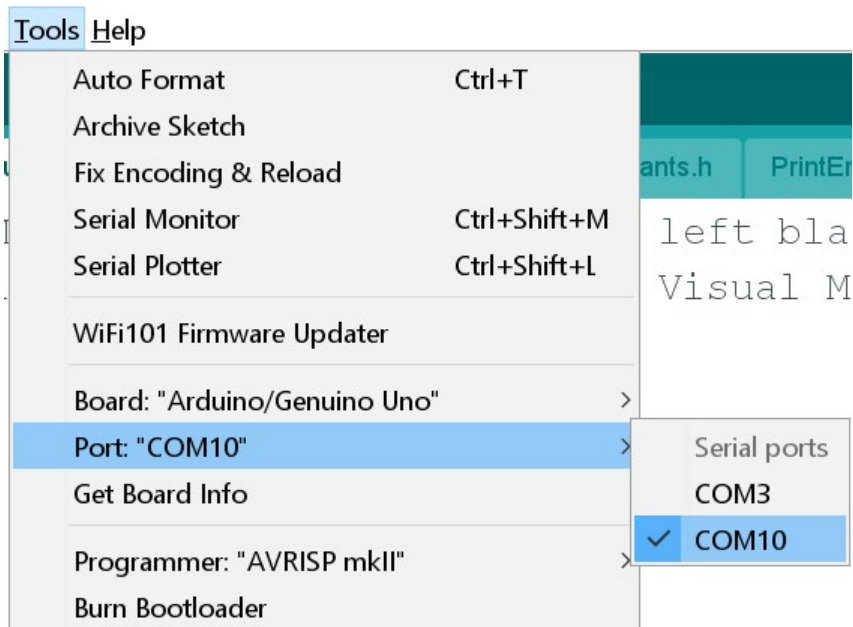 Tools Help
Auto Format Ctrl+T
Archive Sketch
Fix Encoding & Reload
ants.h PrintEr
Serial Monitor Ctrl+Shift+M
left bla
Serial Plotter Ctrl+Shift+L
Visual M
WiFi101 Firmware Updater
Board: "Arduino/Genuino Uno"
Port: "COM10"
Serial ports
Get Board Info
COM3
COM10
Programmer: "AVRISP mkII"
Burn Bootloader